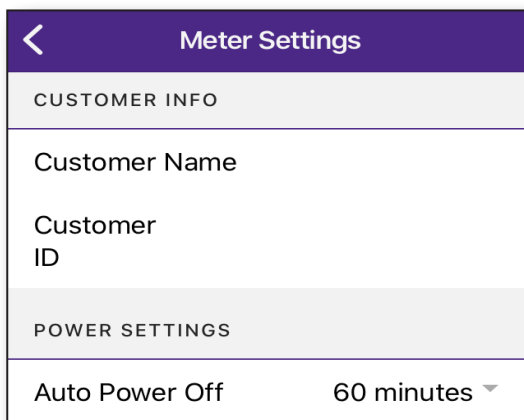 Meter Settings
CUSTOMER INFO
Customer Name
Customer
ID
POWER SETTINGS
Auto Power Off 60 minutes